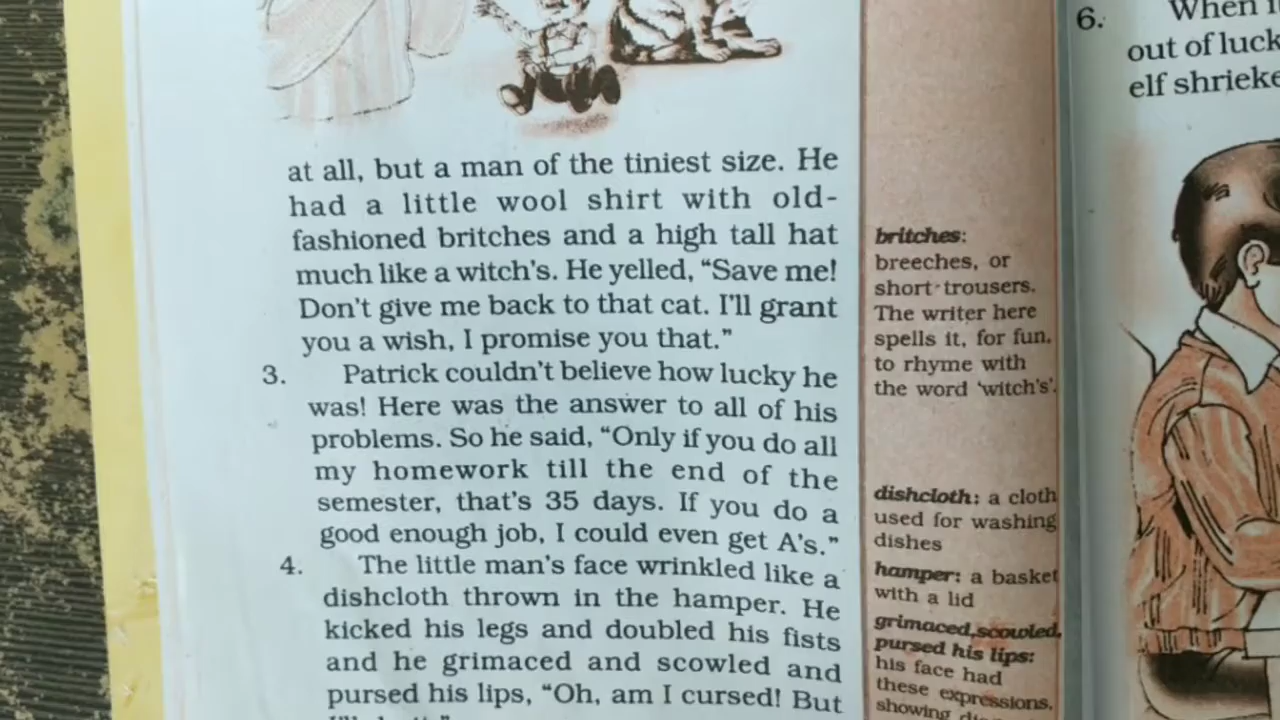 at all, but a man of the tiniest size. He
had a little wool shirt with old-
fashioned britches and a high tall hat
much like a witch's. He yelled, “Save me!
Don't give me back to that cat. I'll grant
you a wish, I promise you that.”
3. Patrick couldn't believe how lucky he
was! Here was the answer to all of his
problems. So he said, “Only if you do all
my homework till the end of the
semester, that's 35 days. If you do a
good enough job, I could even get A's.”
4. The little man's face wrinkled like a
dishcloth thrown in the hamper. He
kicked his legs and doubled his fists
and he grimaced and scowled and
pursed his lips, “Oh, am I cursed! But
britches:
breeches, or
short trousers.
The writer here
spells it, for fun,
to rhyme with
the word ‘witch's’.
dishcloth: a cloth
used for washing
dishes
hamper: a basket
with a lid
grimaced, scowled,
pursed his lips:
his face had
these expressions,
showing
6. When
out of luck
elf